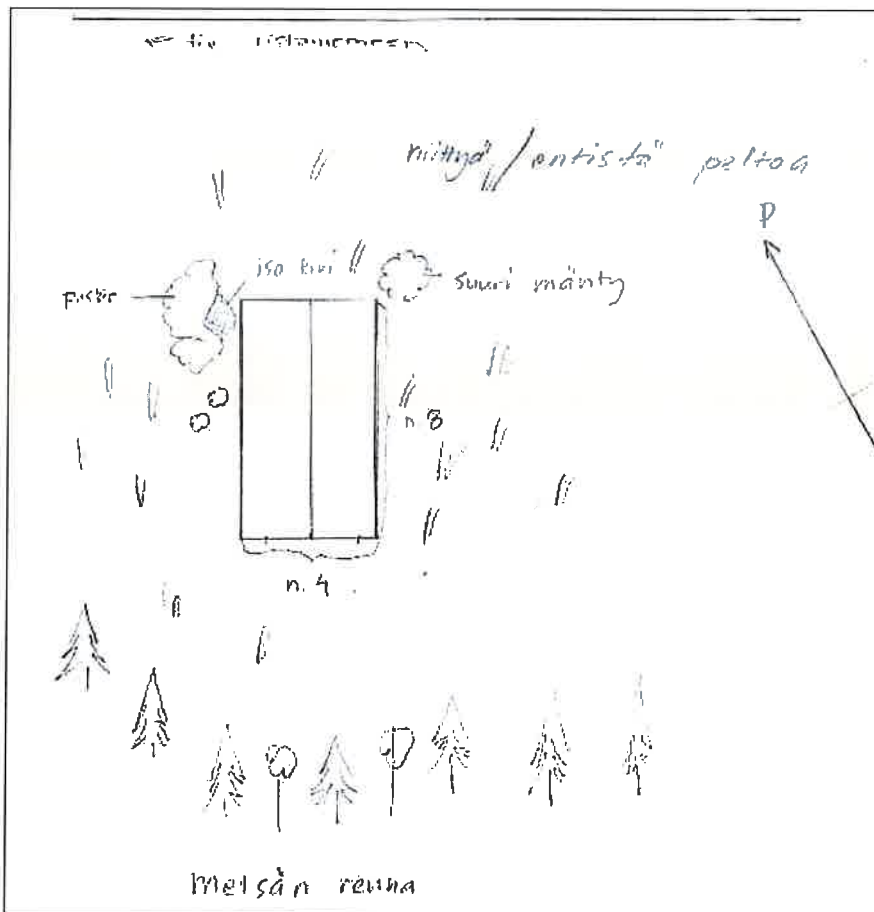 ← tie
niittyä / entistä peltoa
P
iso kivi
suuri mänty
n. 8
n. 4
Metsän reuna